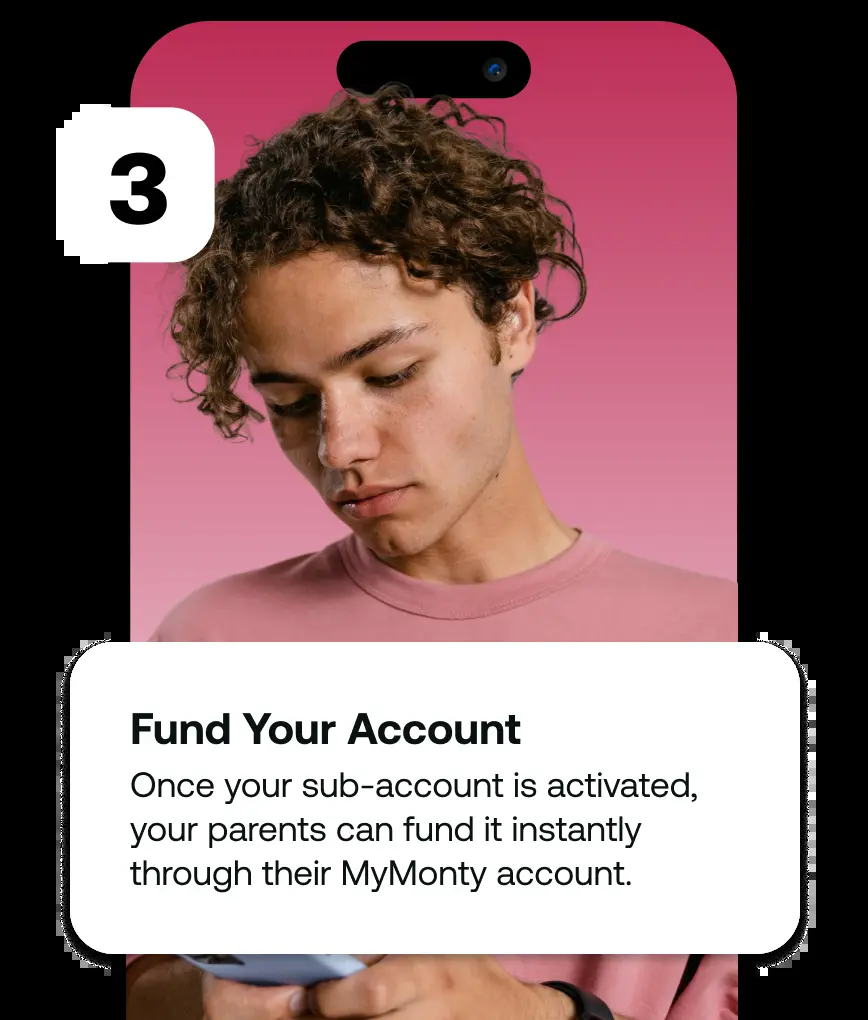 3
Fund Your Account
Once your sub-account is activated,
your parents can fund it instantly
through their MyMonty account.